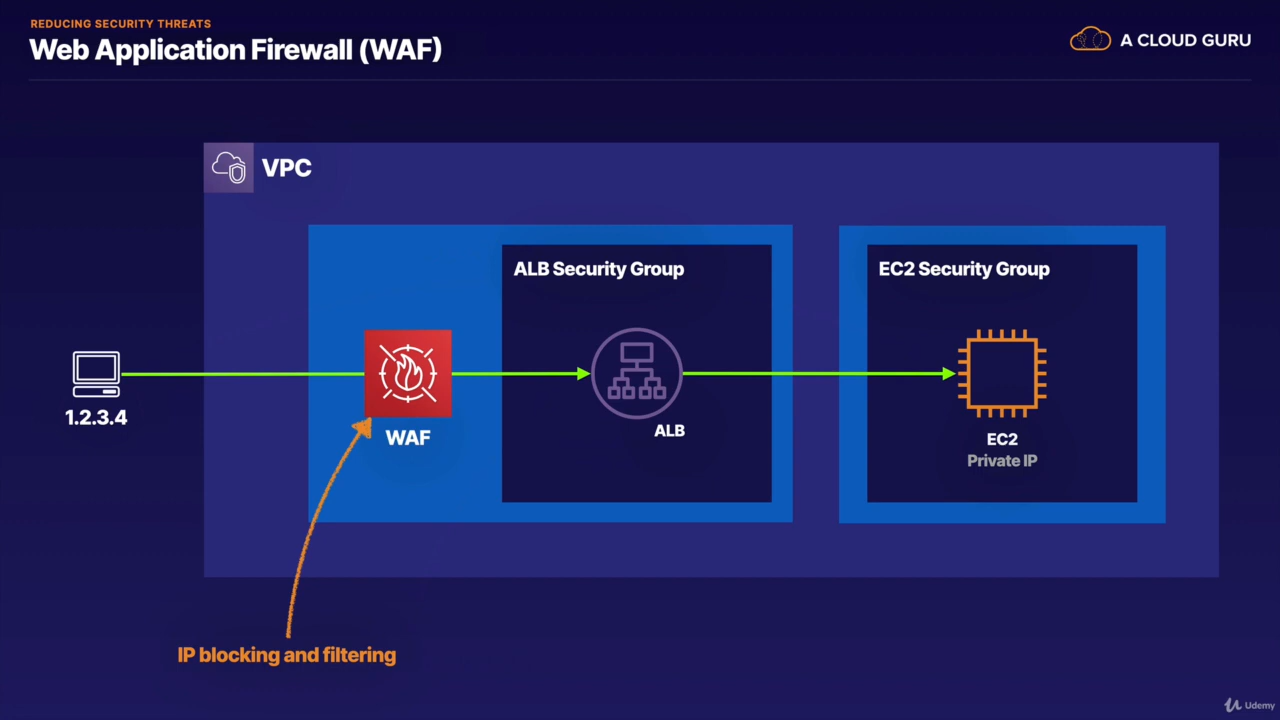 REDUCING SECURITY THREATS
Web Application Firewall (WAF)
A CLOUD GURU
VPC
ALB Security Group
EC2 Security Group
1.2.3.4
WAF
ALB
EC2
Private IP
IP blocking and filtering
Udemy